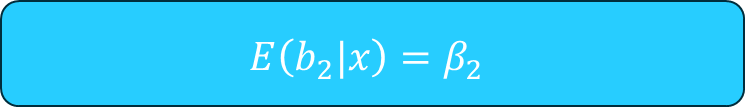 E(b₂|x) = β₂